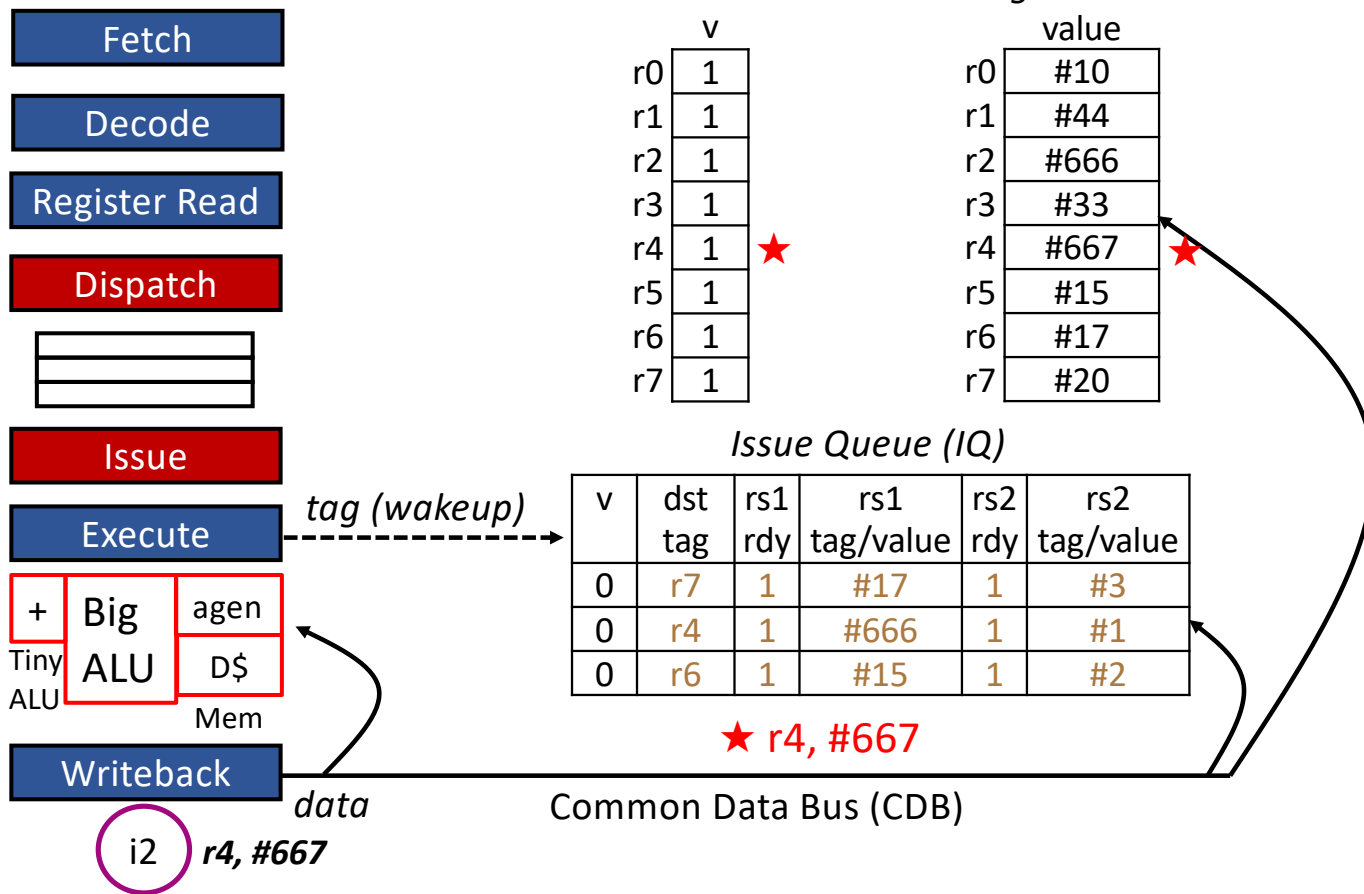 Fetch
Decode
Register Read
Dispatch
Issue
Execute
+
Big
ALU
agen
D$
Tiny
ALU
Mem
Writeback
i2
r4, #667
data
tag (wakeup)
v
r0 1
r1 1
r2 1
r3 1
r4 1 ★
r5 1
r6 1
r7 1
value
r0 #10
r1 #44
r2 #666
r3 #33
r4 #667 ★
r5 #15
r6 #17
r7 #20
Issue Queue (IQ)
v dst tag rs1 rdy rs1 tag/value rs2 rdy rs2 tag/value
0 r7 1 #17 1 #3
0 r4 1 #666 1 #1
0 r6 1 #15 1 #2
★ r4, #667
Common Data Bus (CDB)